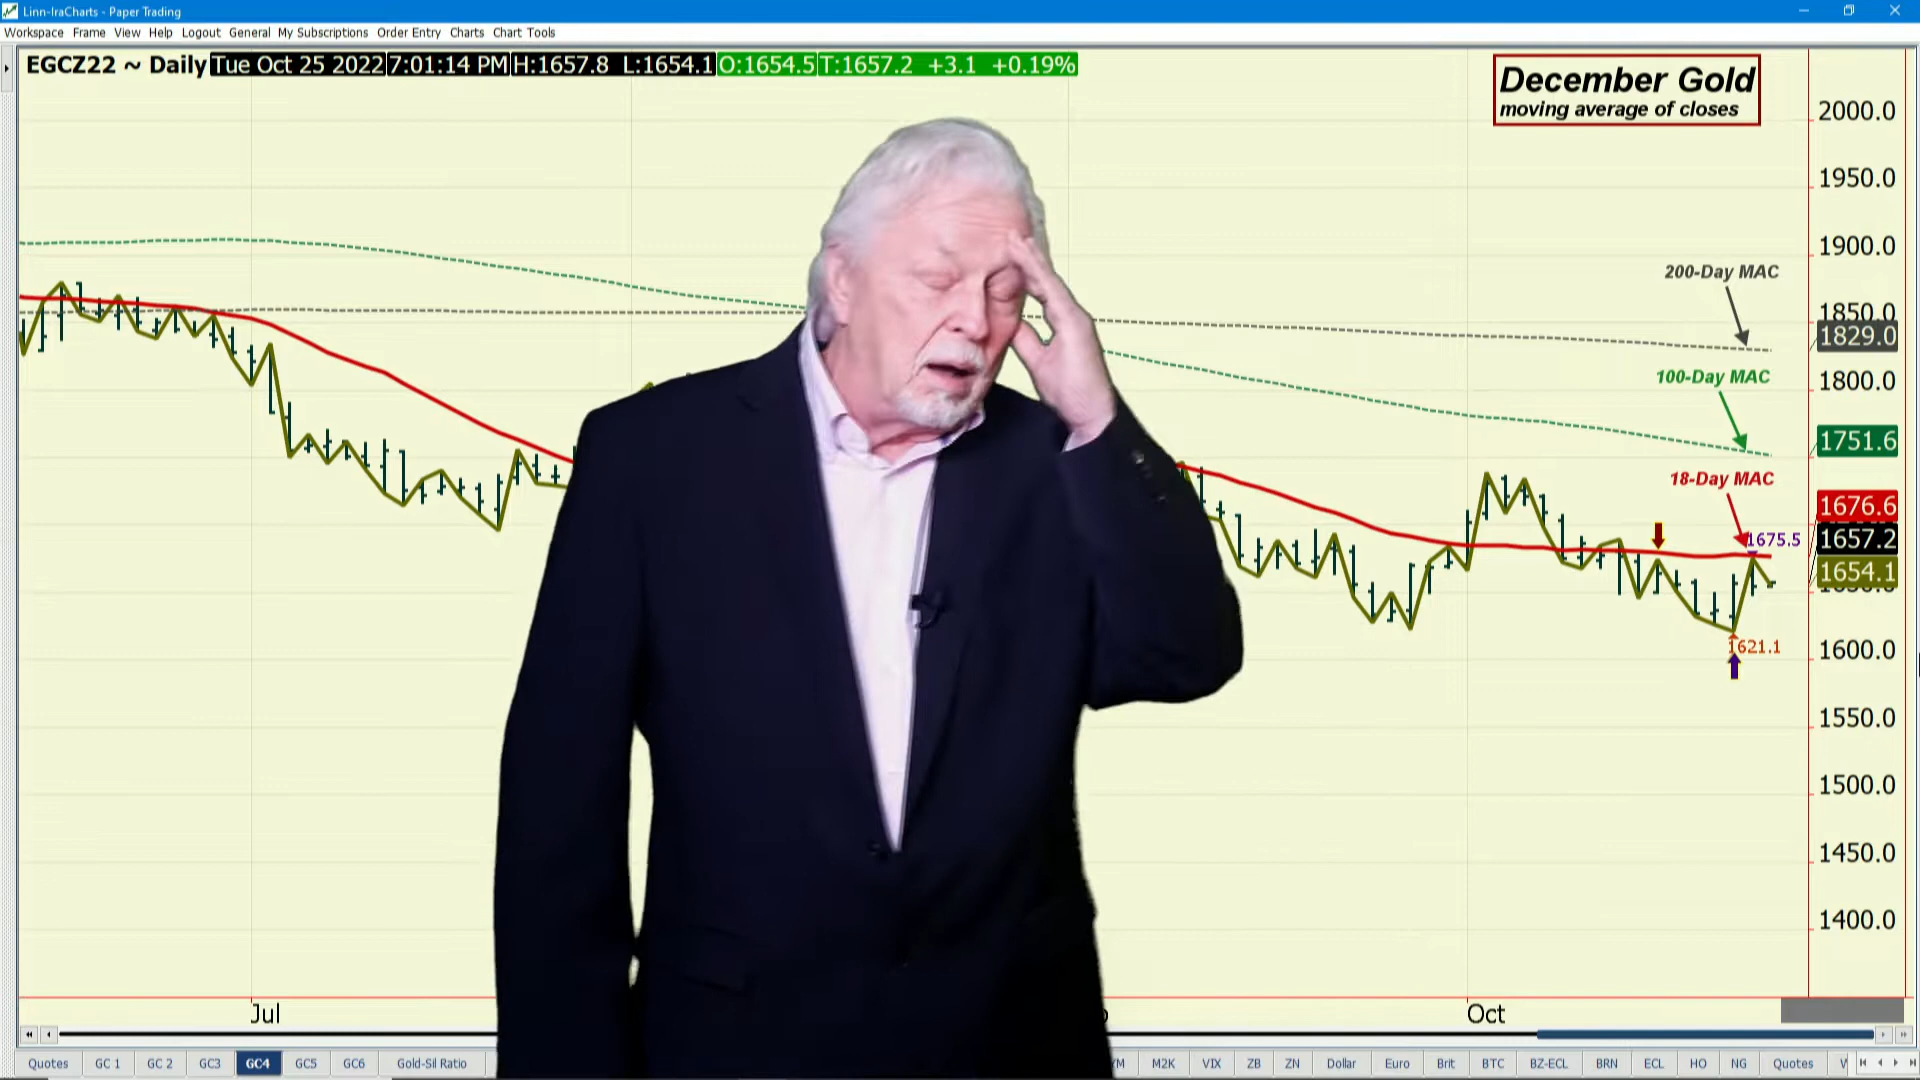 Linn-IraCharts - Paper Trading
Workspace Frame View Help Logout General My Subscriptions Order Entry Charts Chart Tools
EGCZ22 ~ Daily Tue Oct 25 2022 7:01:14 PM H:1657.8 L:1654.1 O:1654.5 T:1657.2 +3.1 +0.19%
December Gold
moving average of closes
2000.0
1950.0
1900.0
200-Day MAC
1850.0
1829.0
100-Day MAC
1800.0
1751.6
18-Day MAC
1676.6
1675.5
1657.2
1654.1
1621.1
1600.0
1550.0
1500.0
1450.0
1400.0
Jul Oct
Quotes GC 1 GC 2 GC3 GC4 GC5 GC6 Gold-Sil Ratio M2K VIX ZB ZN Dollar Euro Brit BTC BZ-ECL BRN ECL HO NG Quotes